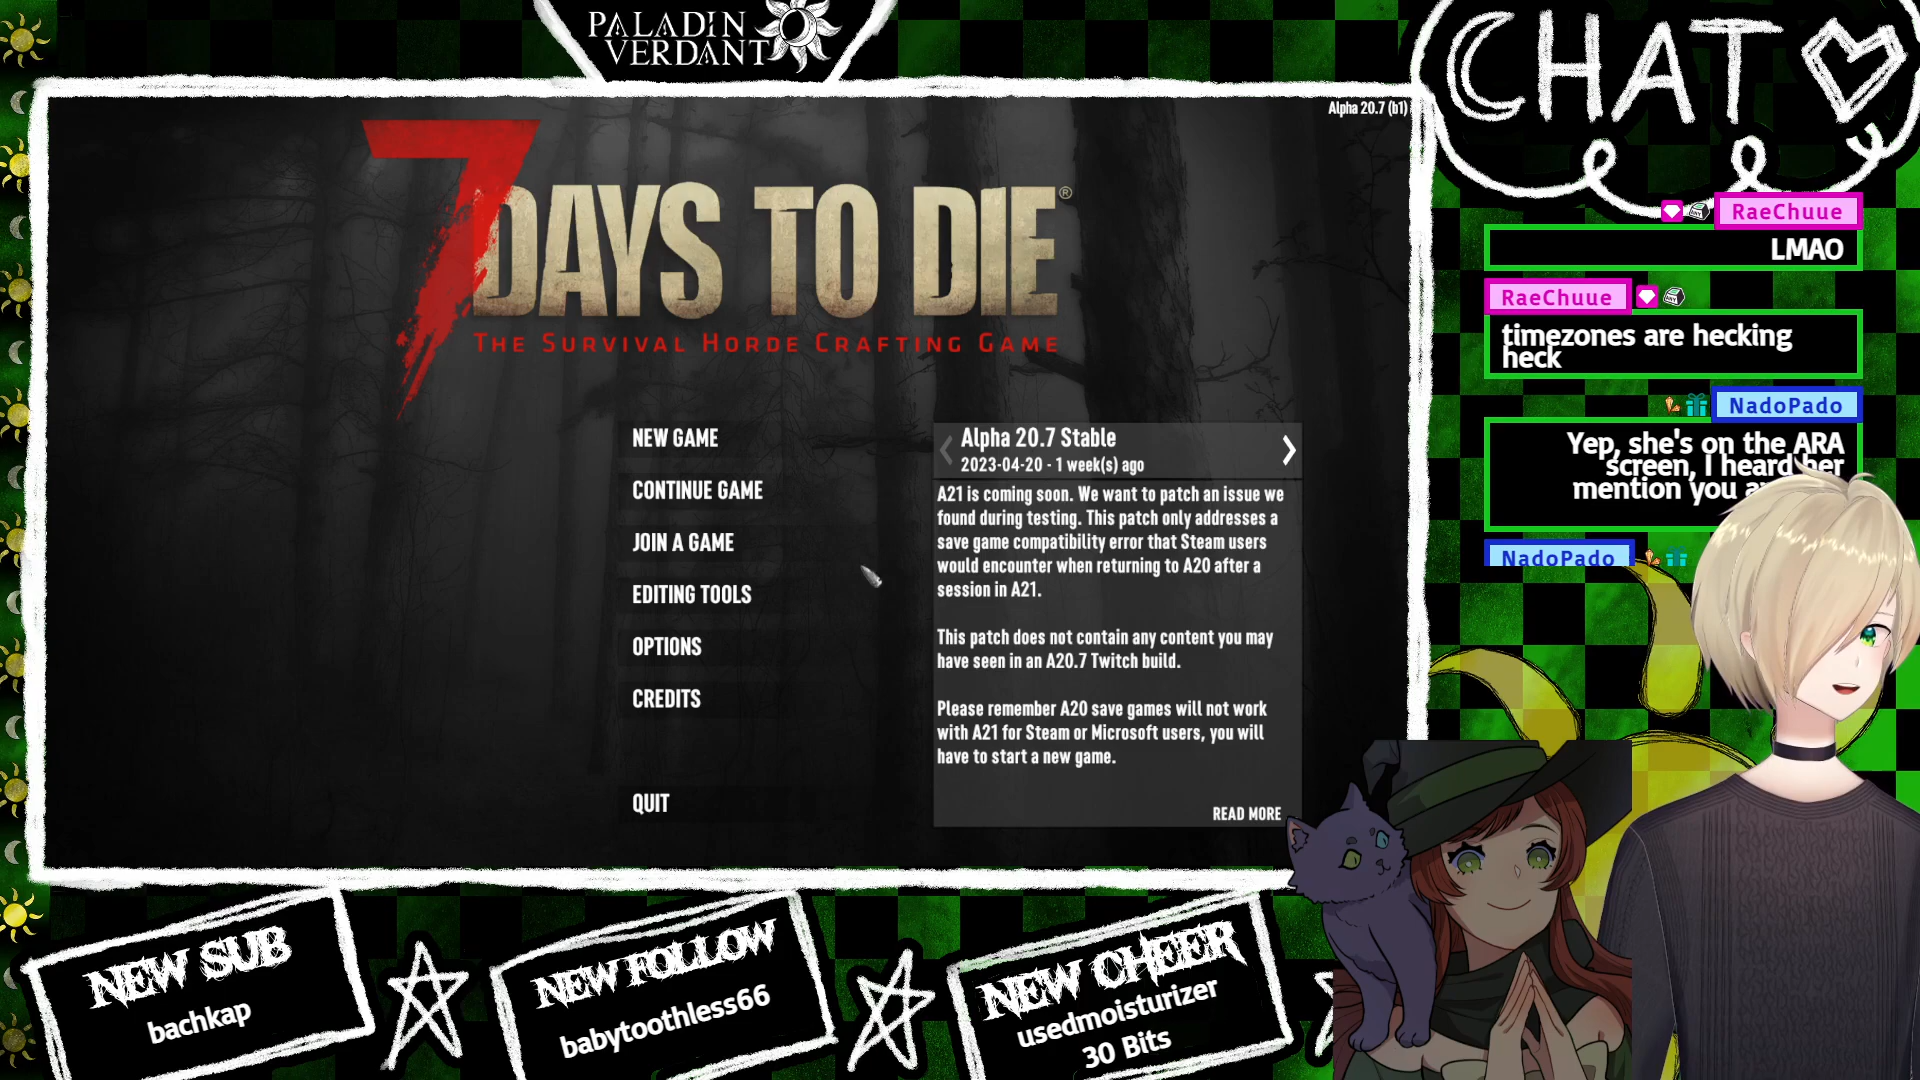 PALADIN
VERDANT
CHAT
Alpha 20.7 (b1)
7 DAYS TO DIE®
THE SURVIVAL HORDE CRAFTING GAME
NEW GAME
CONTINUE GAME
JOIN A GAME
EDITING TOOLS
OPTIONS
CREDITS
QUIT
Alpha 20.7 Stable
2023-04-20 - 1 week(s) ago
A21 is coming soon. We want to patch an issue we
found during testing. This patch only addresses a
save game compatibility error that Steam users
would encounter when returning to A20 after a
session in A21.
This patch does not contain any content you may
have seen in an A20.7 Twitch build.
Please remember A20 save games will not work
with A21 for Steam or Microsoft users, you will
have to start a new game.
READ MORE
RaeChuue
LMAO
RaeChuue
timezones are hecking
heck
NadoPado
Yep, she's on the ARA
screen, I heard her
mention you
NadoPado
NEW SUB
bachkap
NEW FOLLOW
babytoothless66
NEW CHEER
usedmoisturizer
30 Bits